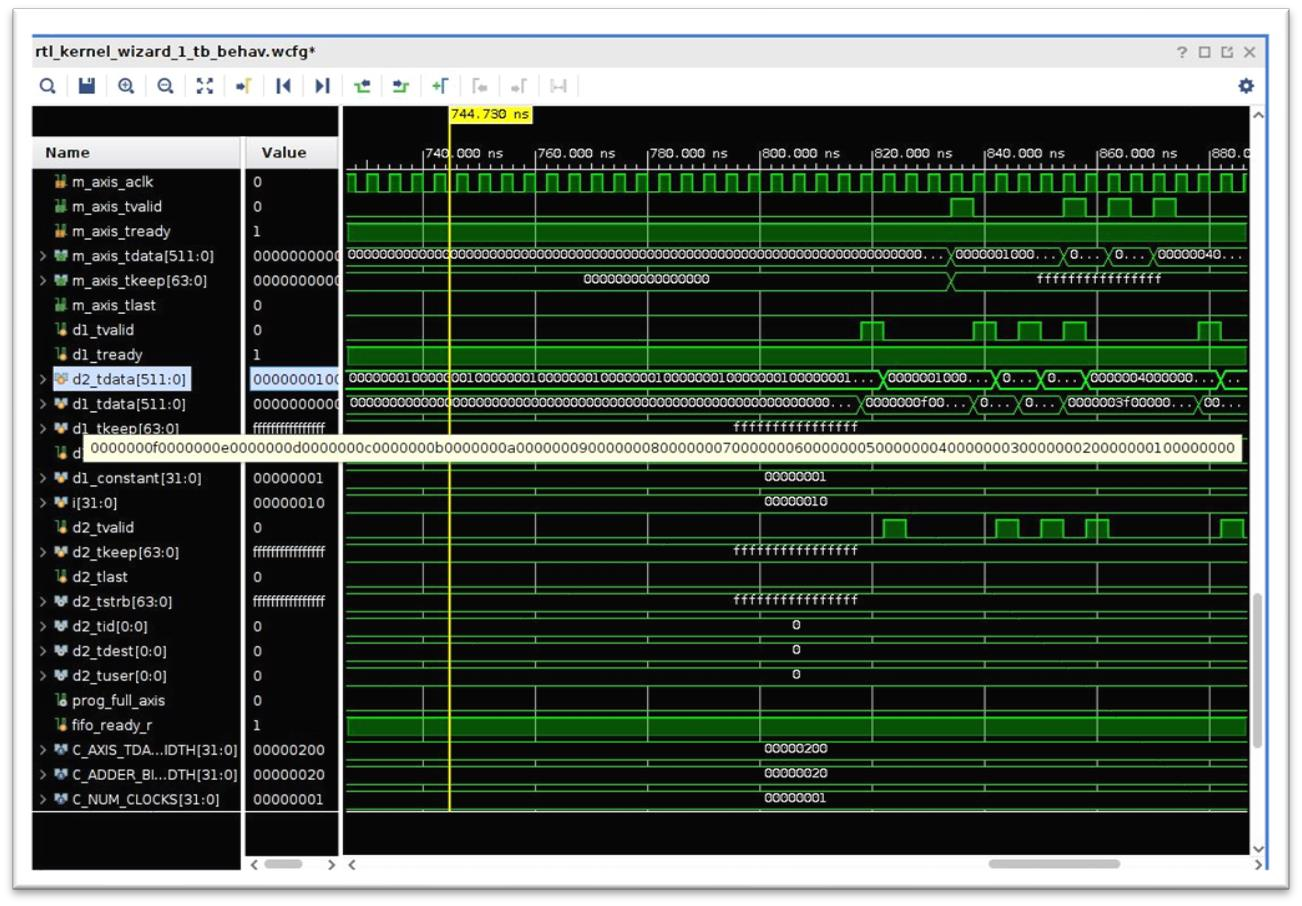 rtl_kernel_wizard_1_tb_behav.wcfg*
744.730 ns
740.000 ns 760.000 ns 780.000 ns 800.000 ns 820.000 ns 840.000 ns 860.000 ns 880.0
Name Value
m_axis_aclk 0
m_axis_tvalid 0
m_axis_tready 1
m_axis_tdata[511:0] 0000001000... 0... 0... 00000040...
m_axis_tkeep[63:0] 0000000000000000 ffffffffffffffff
m_axis_tlast 0
d1_tvalid 0
d1_tready 1
d2_tdata[511:0] 0000001000... 0... 0... 0000004000000...
d1_tdata[511:0] 0000000f00... 0... 0... 0000003f00000... 00...
d1_tkeep[63:0] ffffffffffffffff ffffffffffffffff
0000000f0000000e0000000d0000000c0000000b0000000a00000009000000080000000700000006000000050000000400000003000000020000000100000000
d1_constant[31:0] 00000001 00000001
i[31:0] 00000010 00000010
d2_tvalid 0
d2_tkeep[63:0] ffffffffffffffff ffffffffffffffff
d2_tlast 0
d2_tstrb[63:0] ffffffffffffffff ffffffffffffffff
d2_tid[0:0] 0 0
d2_tdest[0:0] 0 0
d2_tuser[0:0] 0 0
prog_full_axis 0
fifo_ready_r 1
C_AXIS_TDA...IDTH[31:0] 00000200 00000200
C_ADDER_BI...DTH[31:0] 00000020 00000020
C_NUM_CLOCKS[31:0] 00000001 00000001